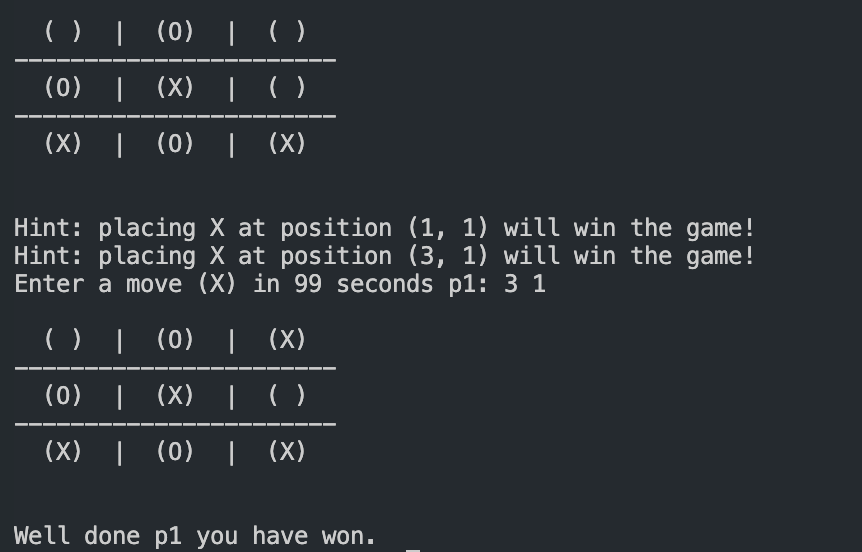 ( ) | (O) | ( )
-----------------------
(O) | (X) | ( )
-----------------------
(X) | (O) | (X)
Hint: placing X at position (1, 1) will win the game!
Hint: placing X at position (3, 1) will win the game!
Enter a move (X) in 99 seconds p1: 3 1
( ) | (O) | (X)
-----------------------
(O) | (X) | ( )
-----------------------
(X) | (O) | (X)
Well done p1 you have won.